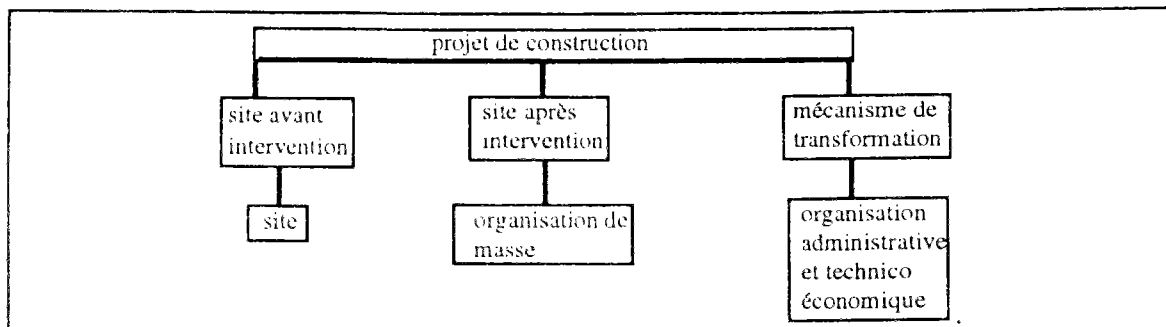 projet de construction
site avant
intervention
site après
intervention
mécanisme de
transformation
site
organisation de
masse
organisation
administrative
et technico
économique